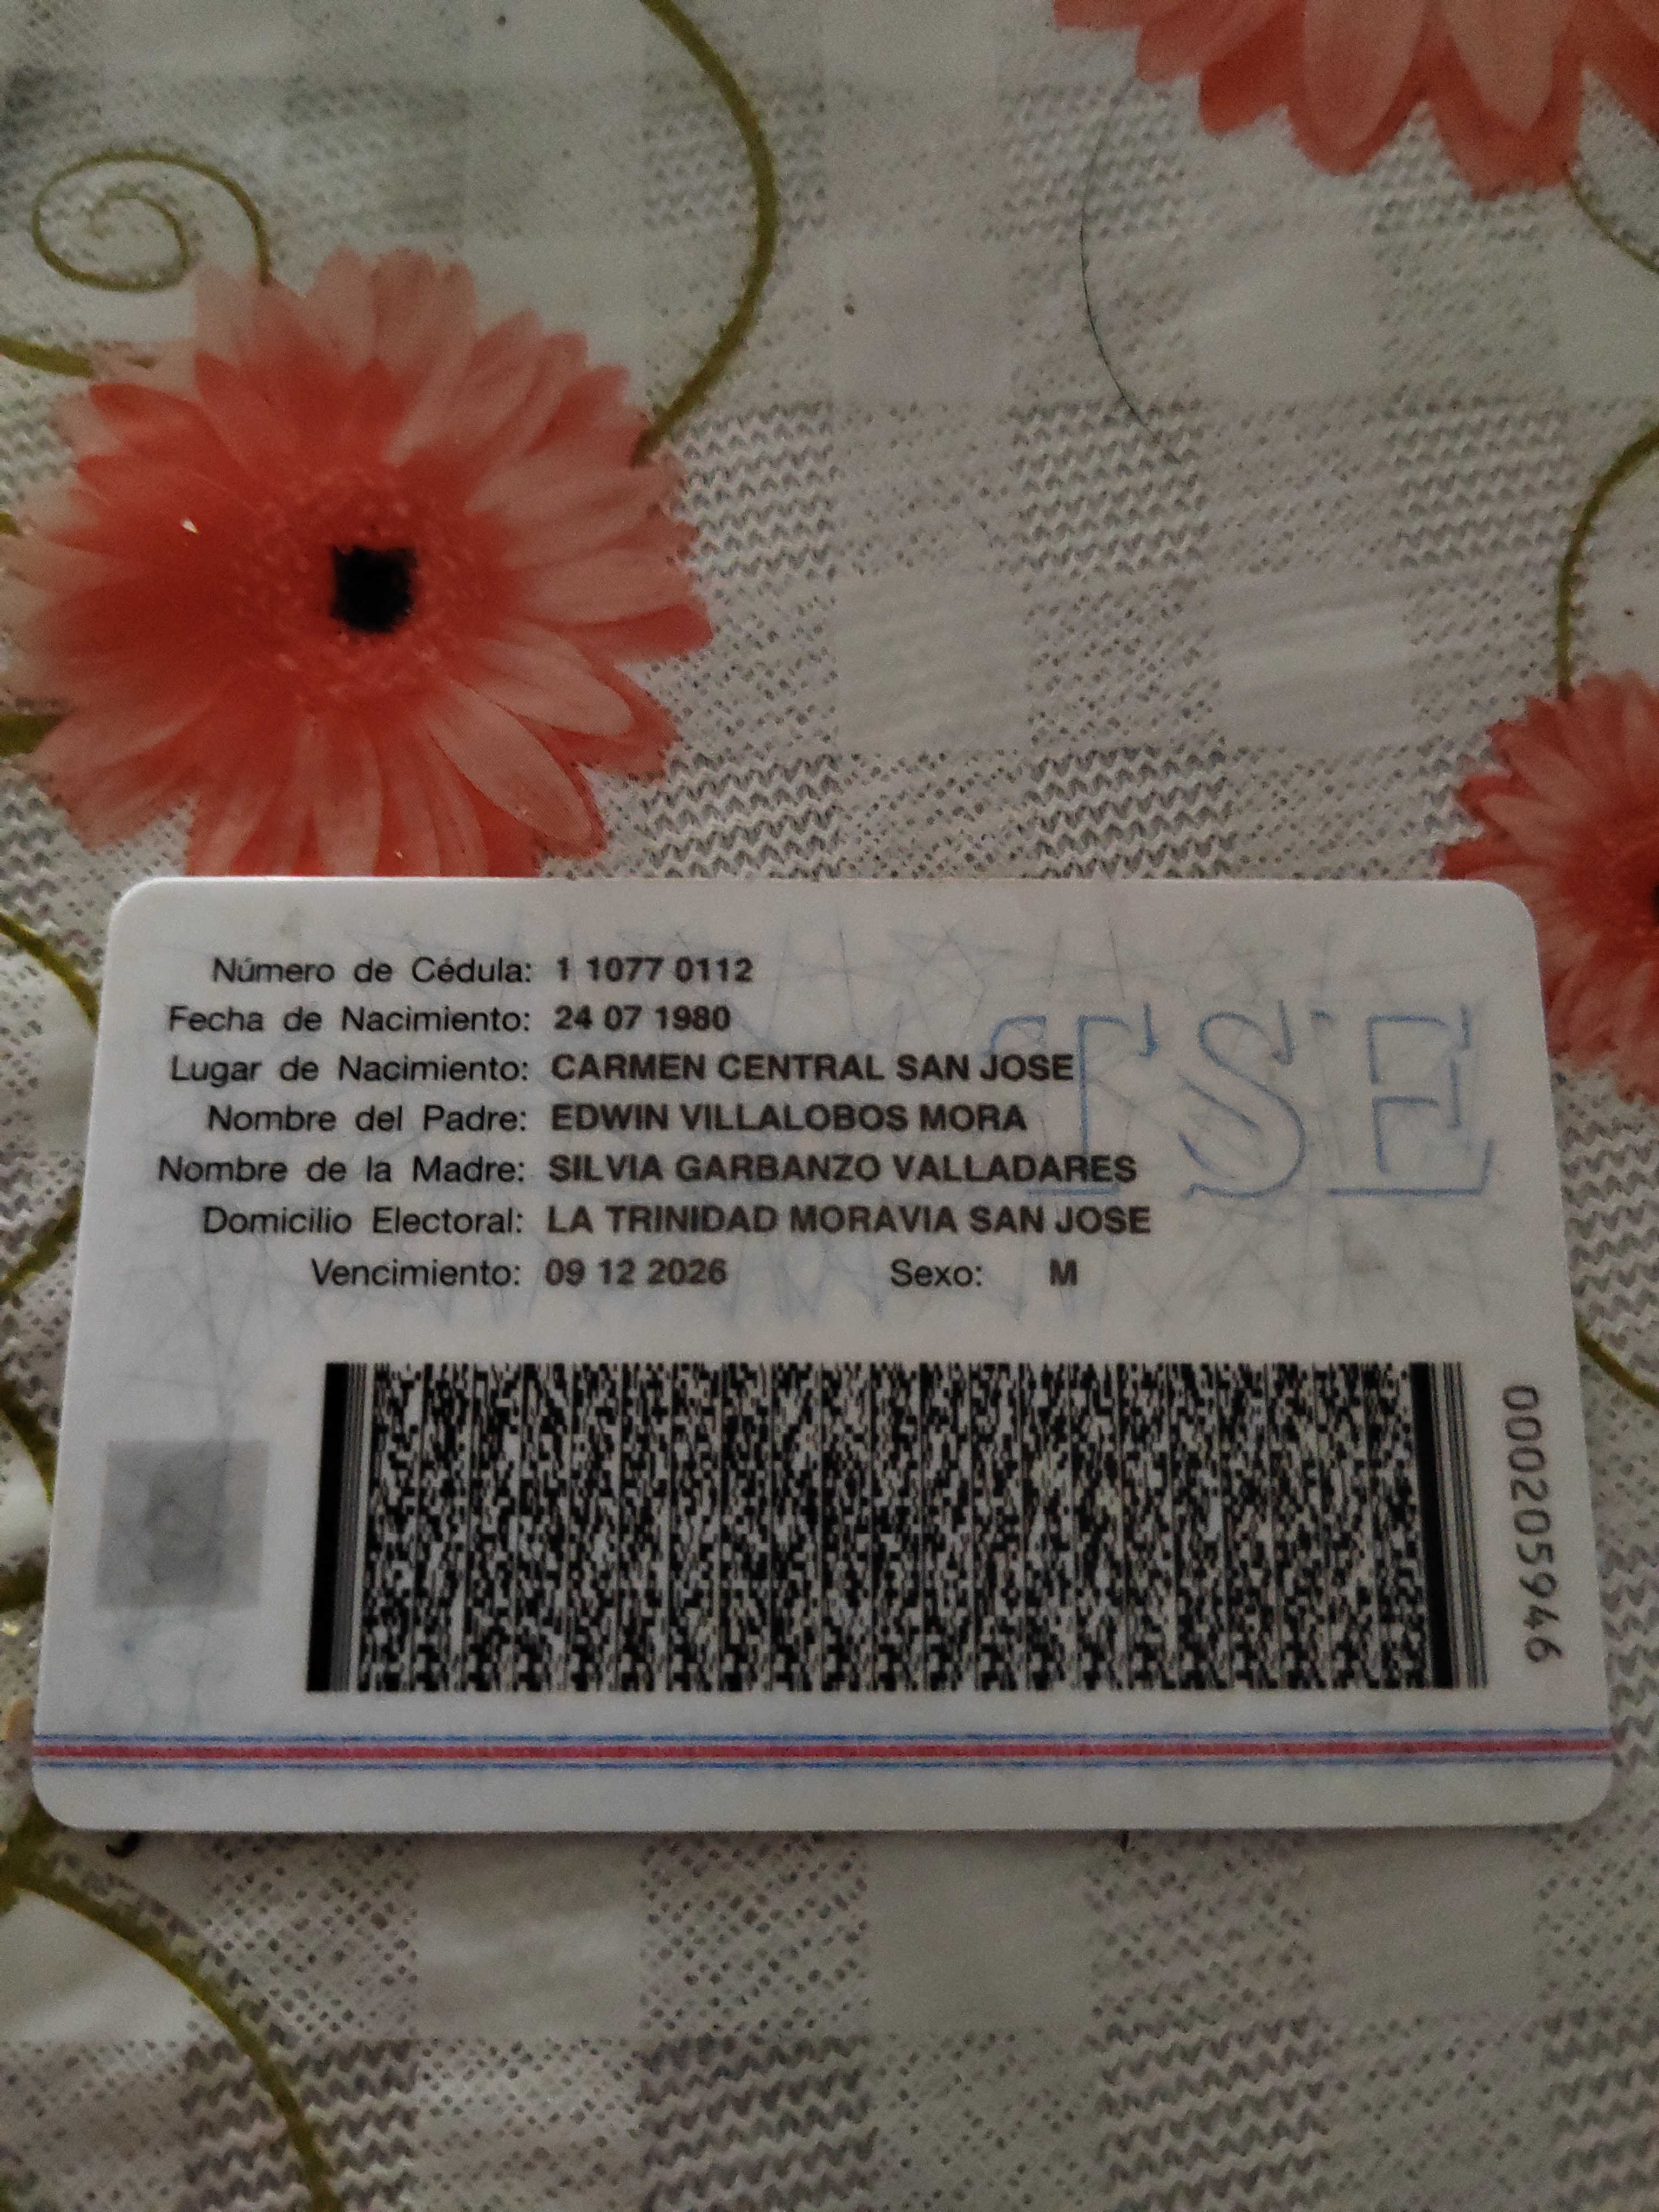 Número de Cédula: 1 1077 0112
Fecha de Nacimiento: 24 07 1980
Lugar de Nacimiento: CARMEN CENTRAL SAN JOSE
Nombre del Padre: EDWIN VILLALOBOS MORA
Nombre de la Madre: SILVIA GARBANZO VALLADARES
Domicilio Electoral: LA TRINIDAD MORAVIA SAN JOSE
Vencimiento: 09 12 2026 Sexo: M
TSE
0002059946